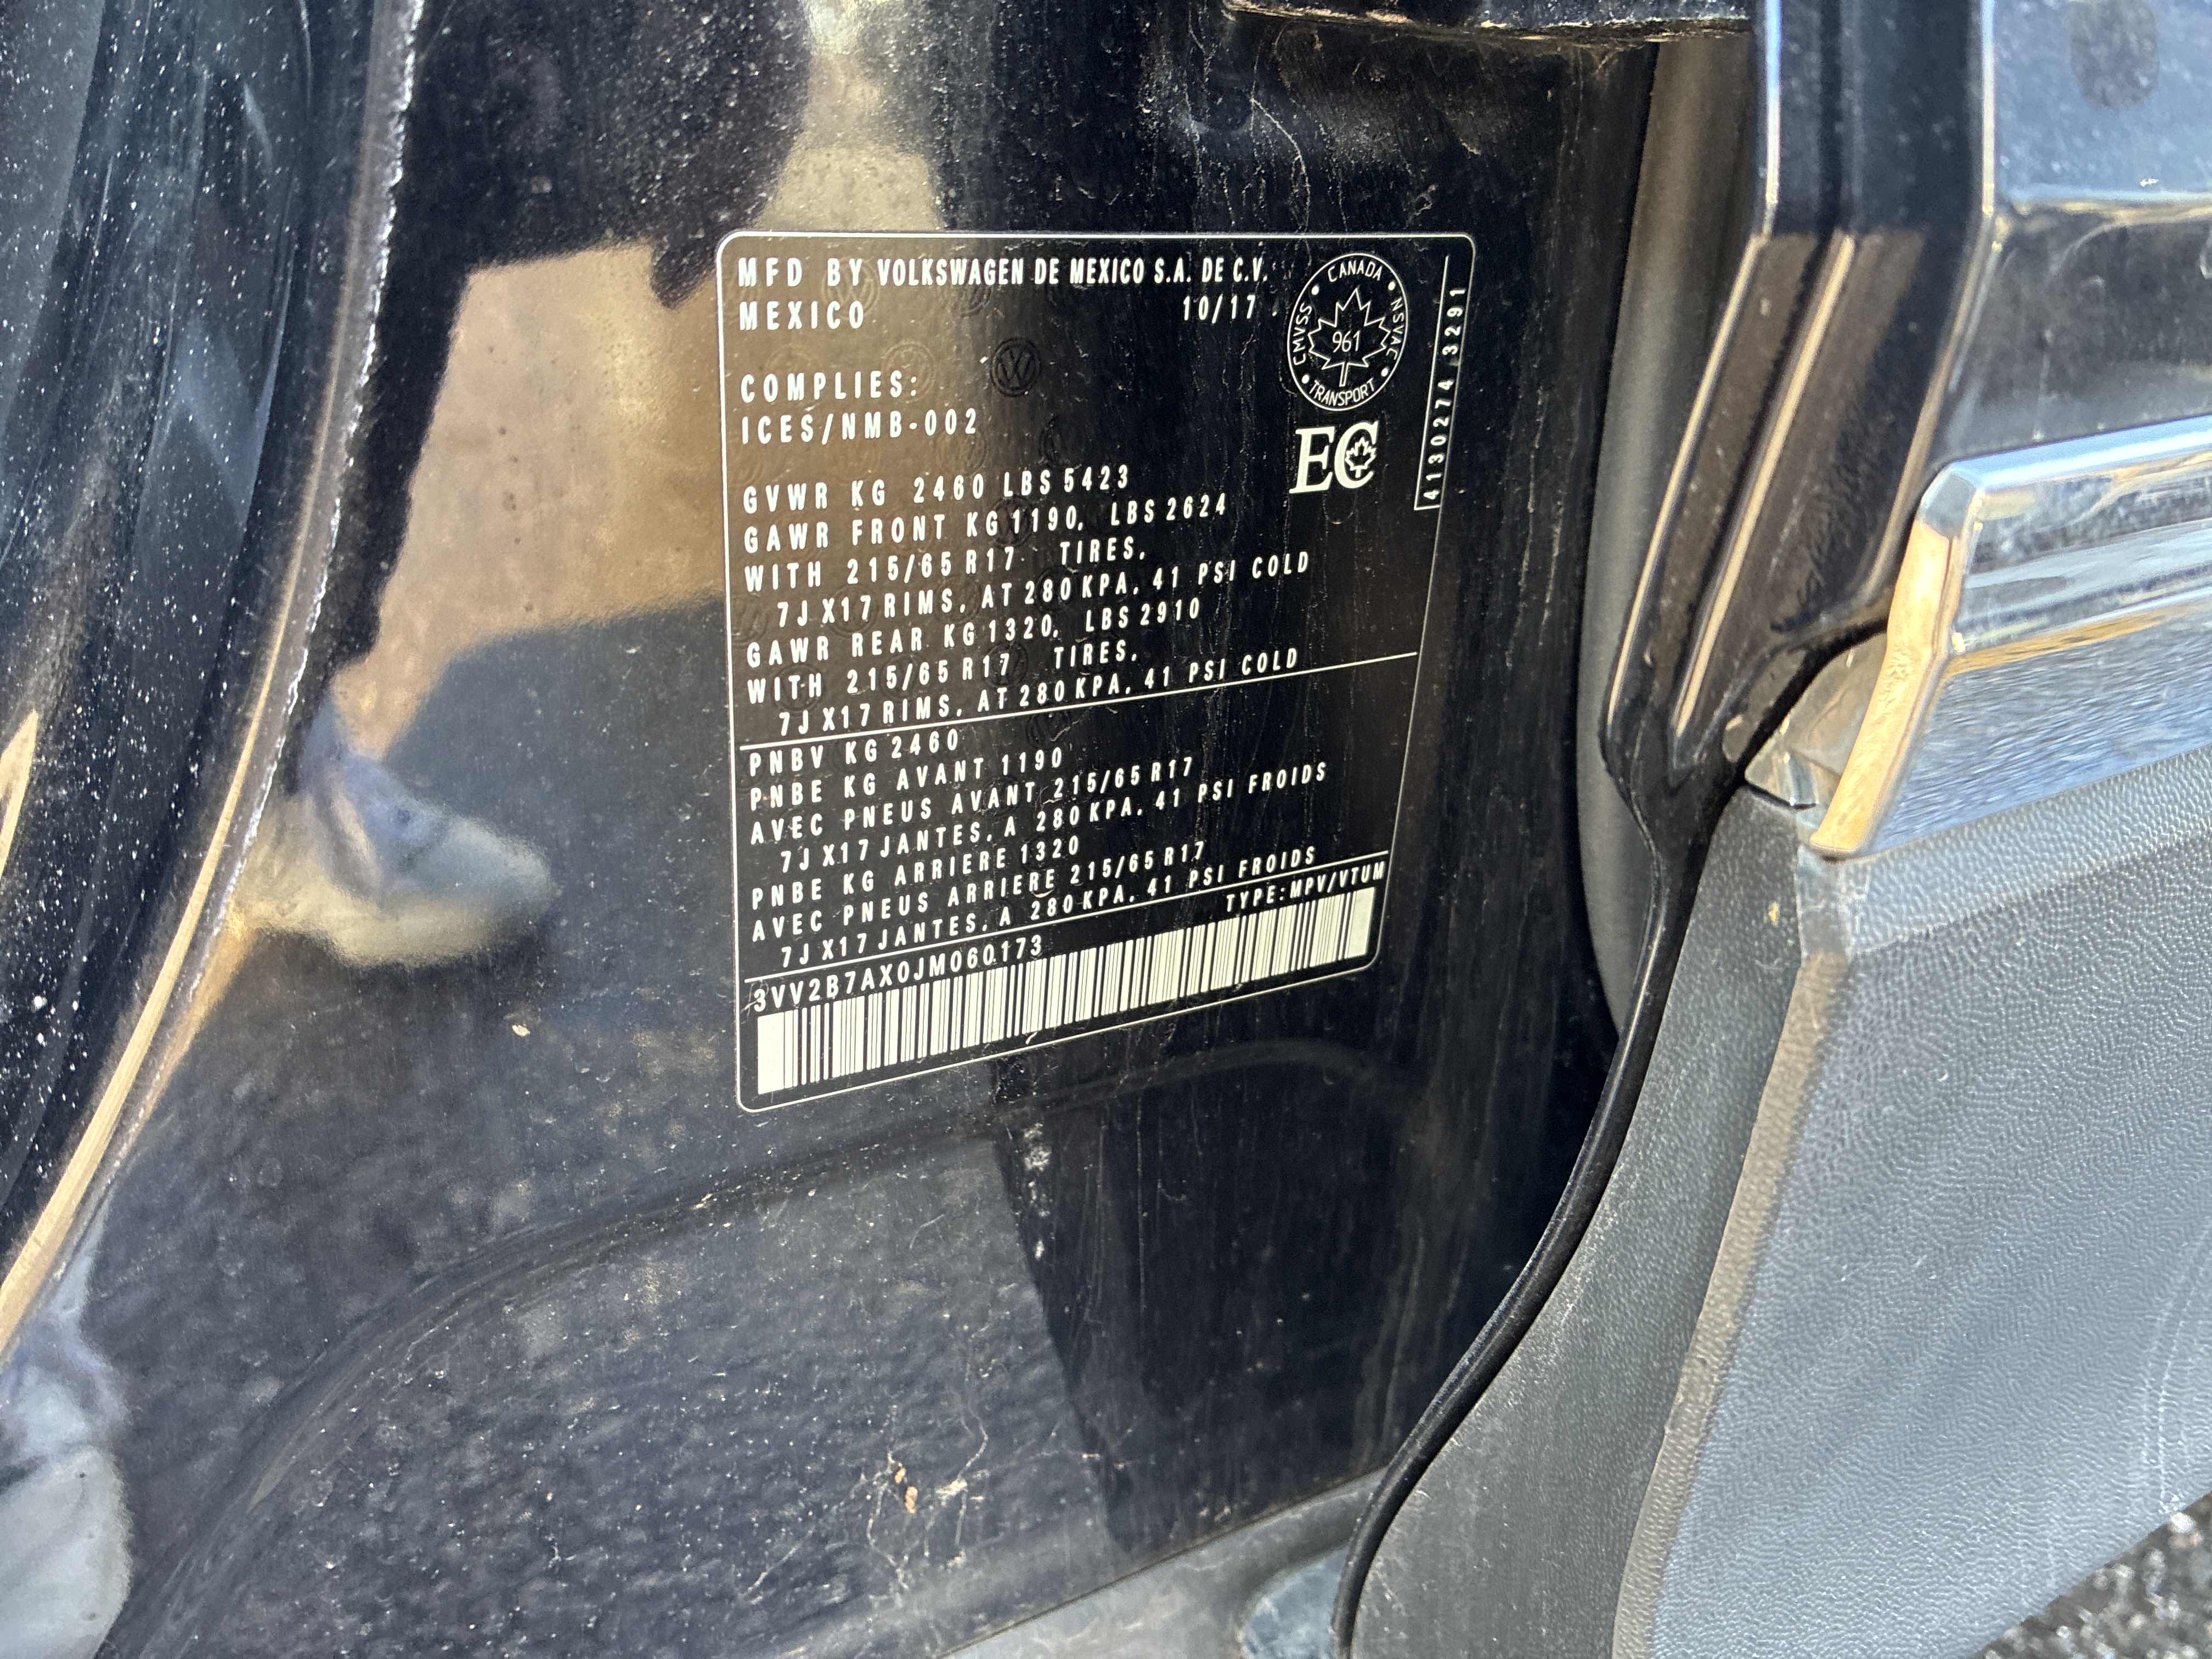 MFD BY VOLKSWAGEN DE MEXICO S.A. DE C.V.
MEXICO 10/17
CANADA
CMVSS
NSVAC
961
TRANSPORT
COMPLIES:
ICES/NMB-002
EC
4130274 3291
GVWR KG 2460 LBS 5423
GAWR FRONT KG 1190, LBS 2624
WITH 215/65 R17 TIRES,
7J X17 RIMS, AT 280 KPA, 41 PSI COLD
GAWR REAR KG 1320, LBS 2910
WITH 215/65 R17 TIRES,
7J X17 RIMS, AT 280 KPA, 41 PSI COLD
PNBV KG 2460
PNBE KG AVANT 1190
AVEC PNEUS AVANT 215/65 R17
7J X17 JANTES, A 280 KPA, 41 PSI FROIDS
PNBE KG ARRIERE 1320
AVEC PNEUS ARRIERE 215/65 R17
7J X17 JANTES, A 280 KPA, 41 PSI FROIDS
3VV2B7AX0JM060173 TYPE: MPV/VTUM